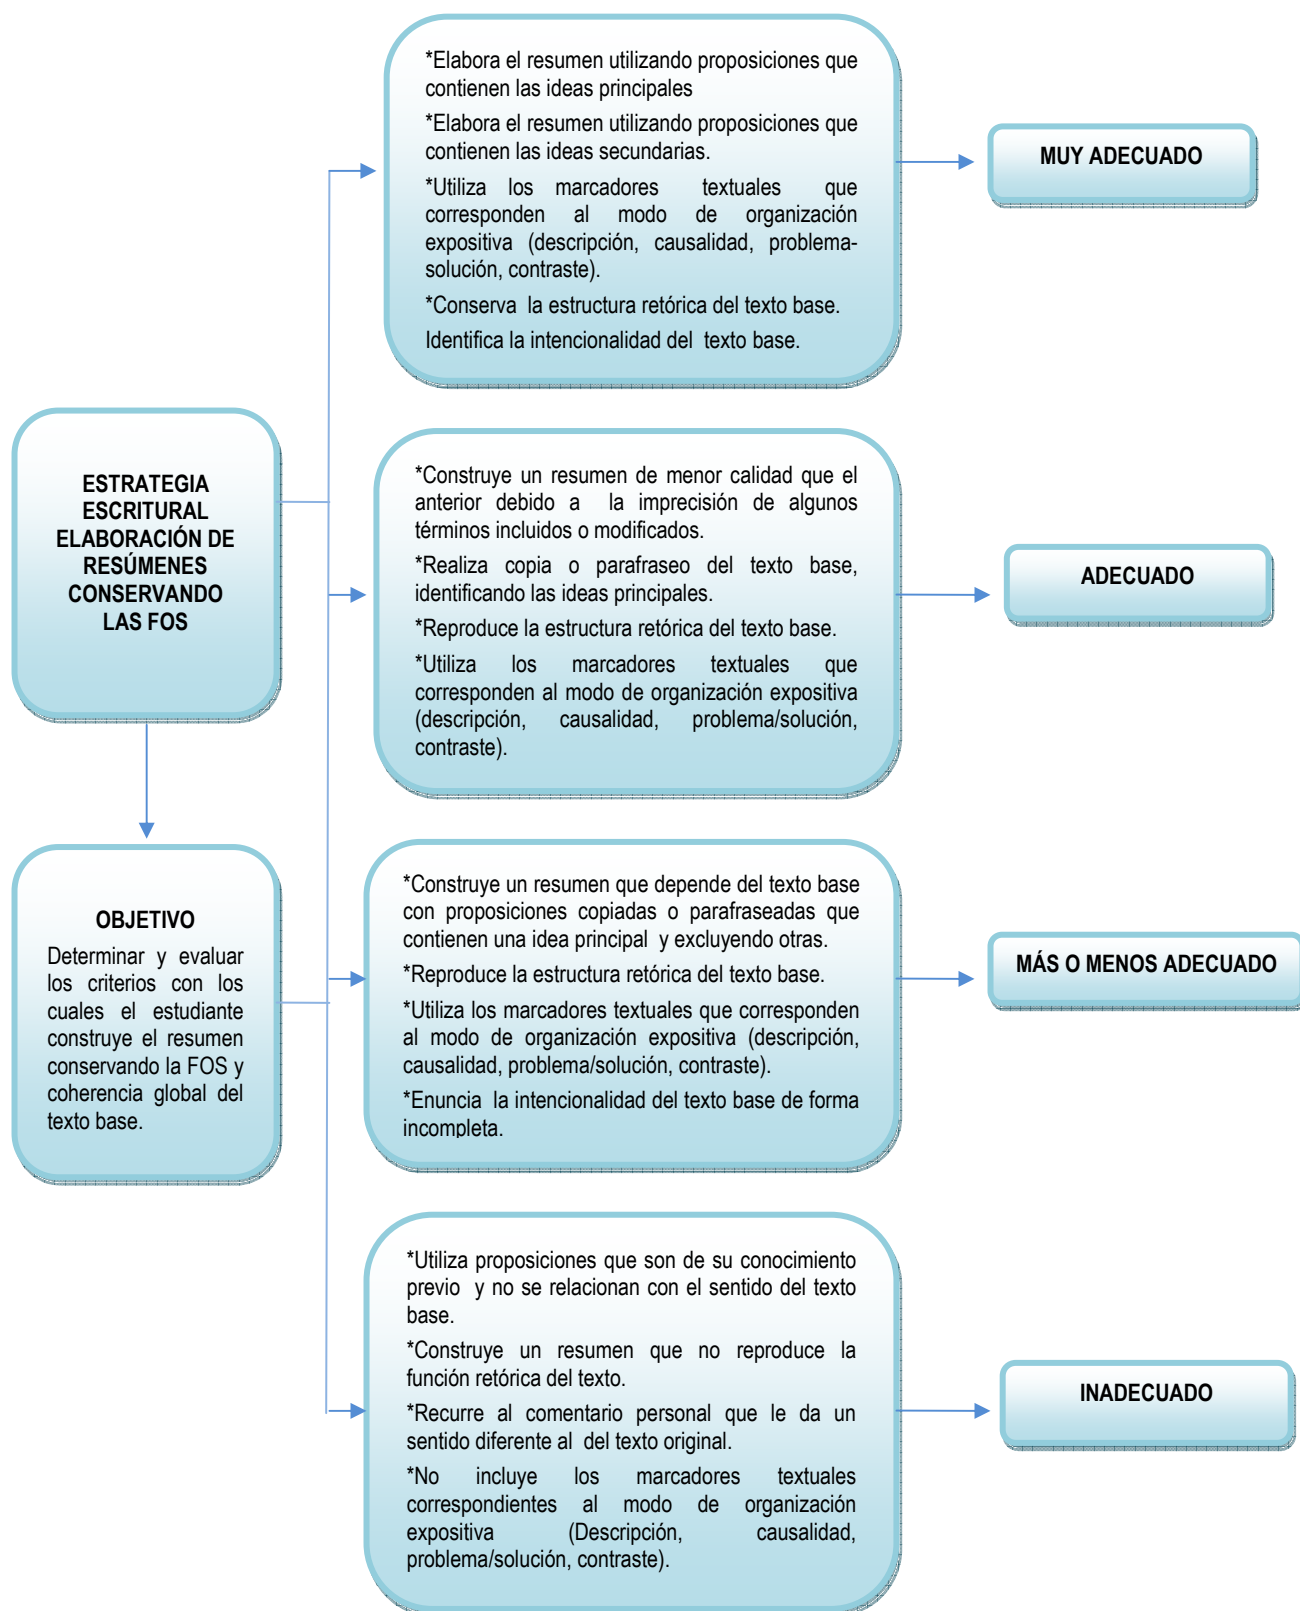 *Elabora el resumen utilizando proposiciones que
contienen las ideas principales
*Elabora el resumen utilizando proposiciones que
contienen las ideas secundarias.
*Utiliza los marcadores textuales que
corresponden al modo de organización
expositiva (descripción, causalidad, problema-
solución, contraste).
*Conserva la estructura retórica del texto base.
Identifica la intencionalidad del texto base.
MUY ADECUADO
ESTRATEGIA
ESCRITURAL
ELABORACIÓN DE
RESÚMENES
CONSERVANDO
LAS FOS
*Construye un resumen de menor calidad que el
anterior debido a la imprecisión de algunos
términos incluidos o modificados.
*Realiza copia o parafraseo del texto base,
identificando las ideas principales.
*Reproduce la estructura retórica del texto base.
*Utiliza los marcadores textuales que
corresponden al modo de organización expositiva
(descripción, causalidad, problema/solución,
contraste).
ADECUADO
OBJETIVO
Determinar y evaluar
los criterios con los
cuales el estudiante
construye el resumen
conservando la FOS y
coherencia global del
texto base.
*Construye un resumen que depende del texto base
con proposiciones copiadas o parafraseadas que
contienen una idea principal y excluyendo otras.
*Reproduce la estructura retórica del texto base.
*Utiliza los marcadores textuales que corresponden
al modo de organización expositiva (descripción,
causalidad, problema/solución, contraste).
*Enuncia la intencionalidad del texto base de forma
incompleta.
MÁS O MENOS ADECUADO
*Utiliza proposiciones que son de su conocimiento
previo y no se relacionan con el sentido del texto
base.
*Construye un resumen que no reproduce la
función retórica del texto.
*Recurre al comentario personal que le da un
sentido diferente al del texto original.
*No incluye los marcadores textuales
correspondientes al modo de organización
expositiva (Descripción, causalidad,
problema/solución, contraste).
INADECUADO